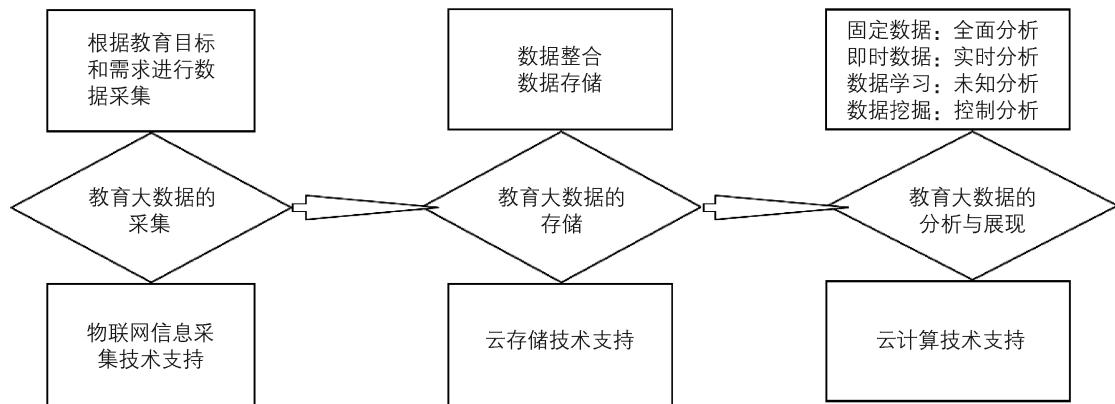 根据教育目标
和需求进行数
据采集
数据整合
数据存储
固定数据：全面分析
即时数据：实时分析
数据学习：未知分析
数据挖掘：控制分析
教育大数据的
采集
教育大数据的
存储
教育大数据的
分析与展现
物联网信息采
集技术支持
云存储技术支持
云计算技术支持